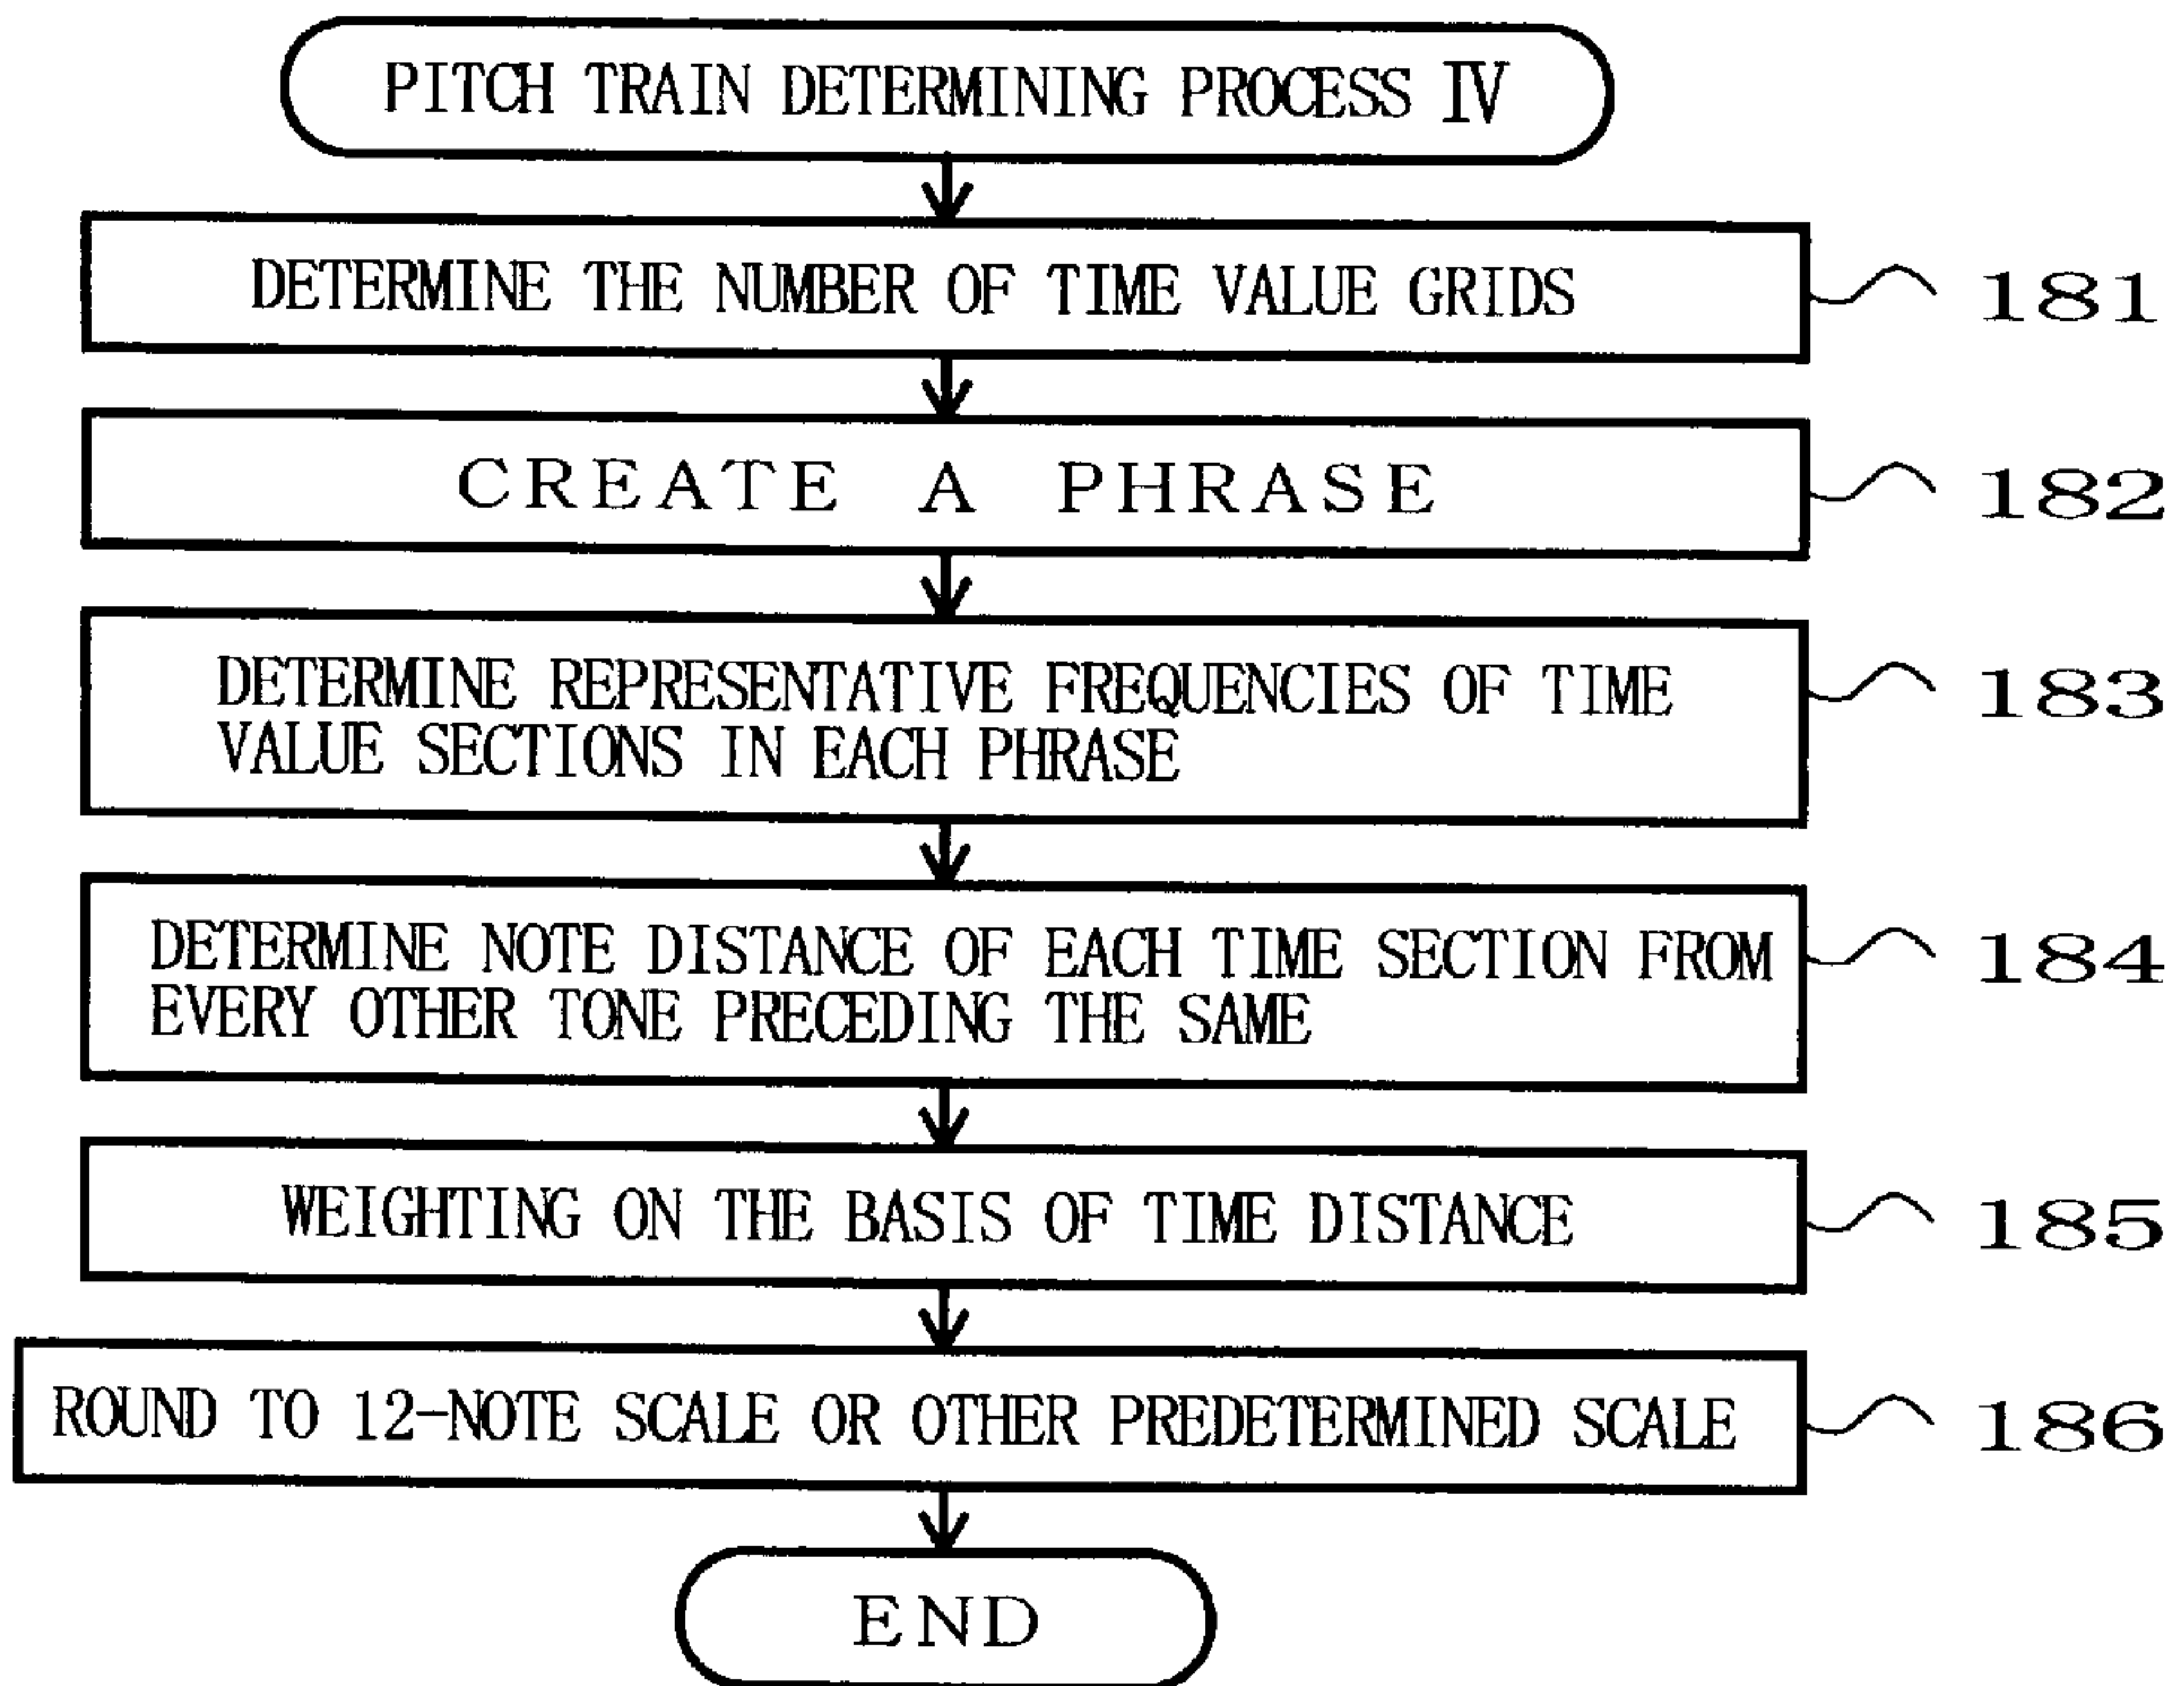 PITCH TRAIN DETERMINING PROCESS IV
DETERMINE THE NUMBER OF TIME VALUE GRIDS
181
CREATE A PHRASE
182
DETERMINE REPRESENTATIVE FREQUENCIES OF TIME
VALUE SECTIONS IN EACH PHRASE
183
DETERMINE NOTE DISTANCE OF EACH TIME SECTION FROM
EVERY OTHER TONE PRECEDING THE SAME
184
WEIGHTING ON THE BASIS OF TIME DISTANCE
185
ROUND TO 12-NOTE SCALE OR OTHER PREDETERMINED SCALE
186
END